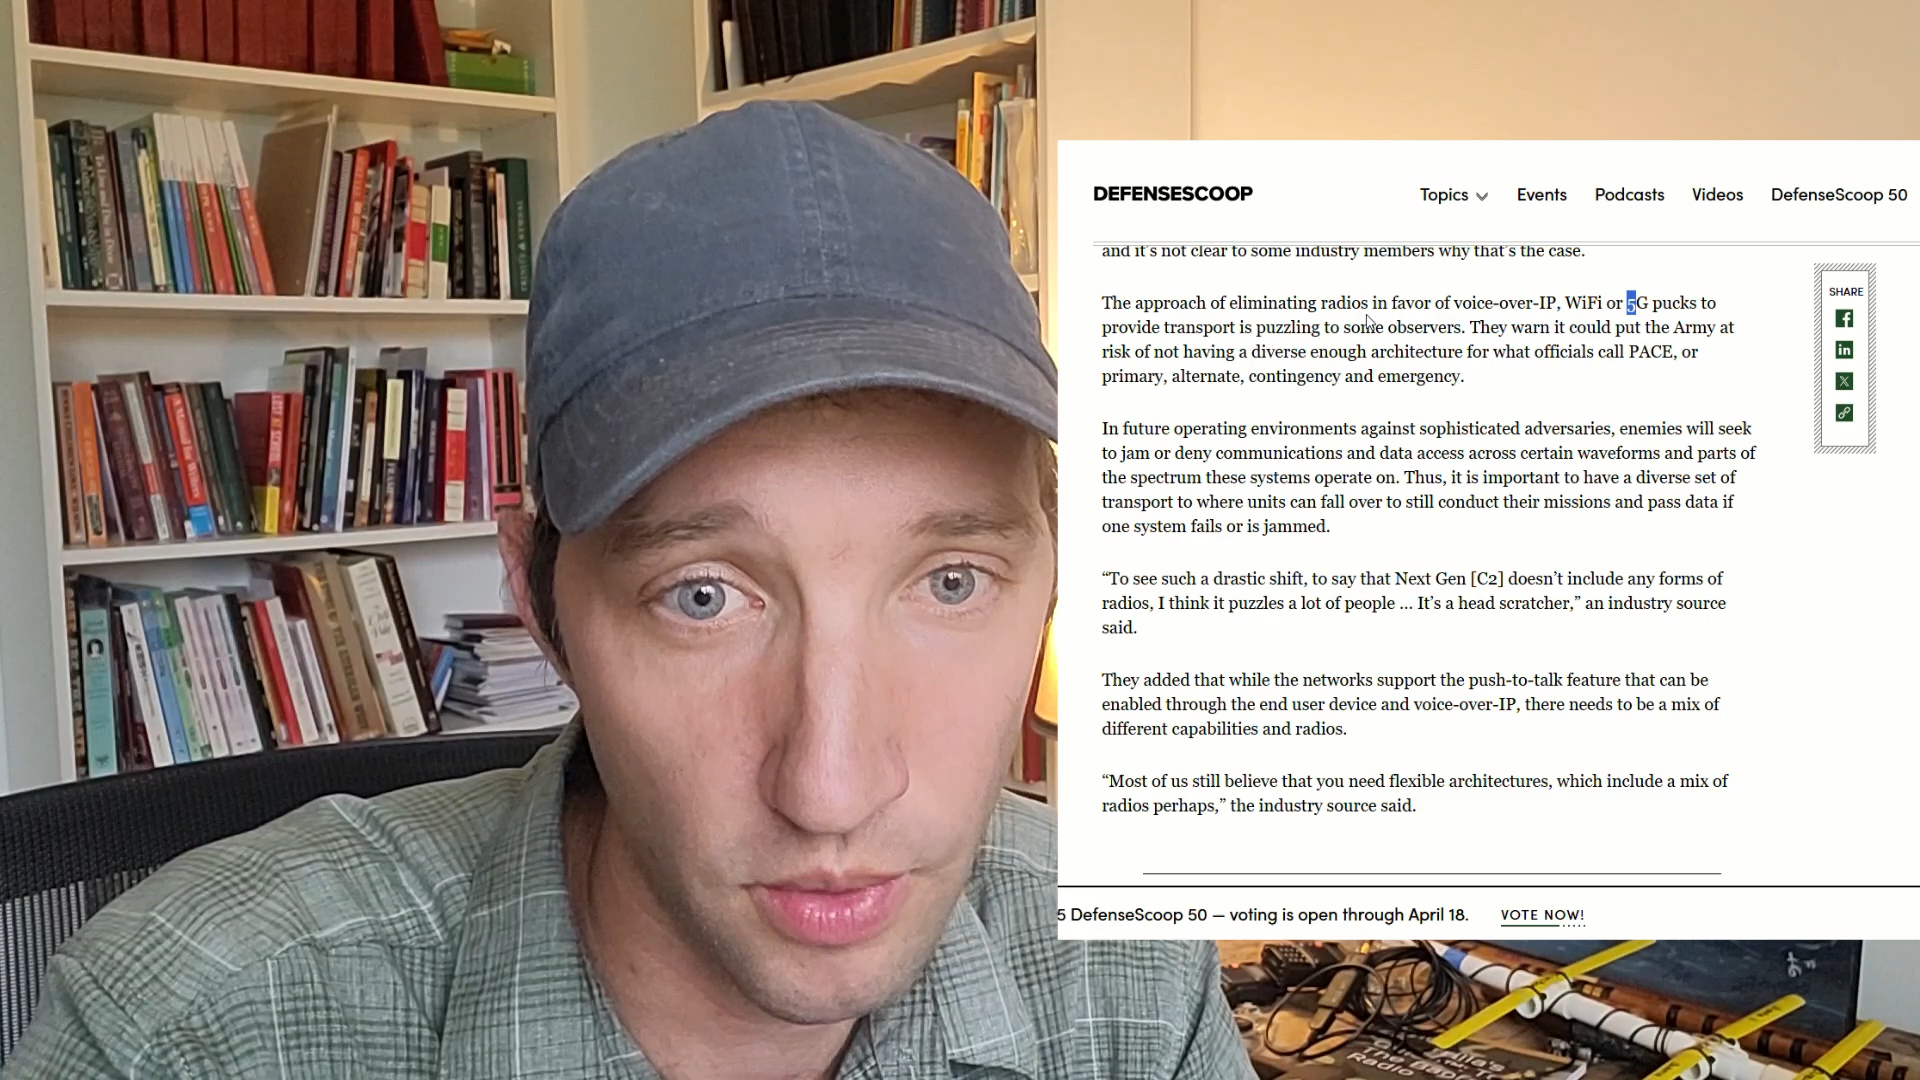 DEFENSESCOOP
Topics
Events
Podcasts
Videos
DefenseScoop 50
and it's not clear to some industry members why that's the case.
The approach of eliminating radios in favor of voice-over-IP, WiFi or 5G pucks to
provide transport is puzzling to some observers. They warn it could put the Army at
risk of not having a diverse enough architecture for what officials call PACE, or
primary, alternate, contingency and emergency.
In future operating environments against sophisticated adversaries, enemies will seek
to jam or deny communications and data access across certain waveforms and parts of
the spectrum these systems operate on. Thus, it is important to have a diverse set of
transport to where units can fall over to still conduct their missions and pass data if
one system fails or is jammed.
“To see such a drastic shift, to say that Next Gen [C2] doesn’t include any forms of
radios, I think it puzzles a lot of people ... It’s a head scratcher,” an industry source
said.
They added that while the networks support the push-to-talk feature that can be
enabled through the end user device and voice-over-IP, there needs to be a mix of
different capabilities and radios.
“Most of us still believe that you need flexible architectures, which include a mix of
radios perhaps,” the industry source said.
SHARE
5 DefenseScoop 50 — voting is open through April 18.
VOTE NOW!
Radio